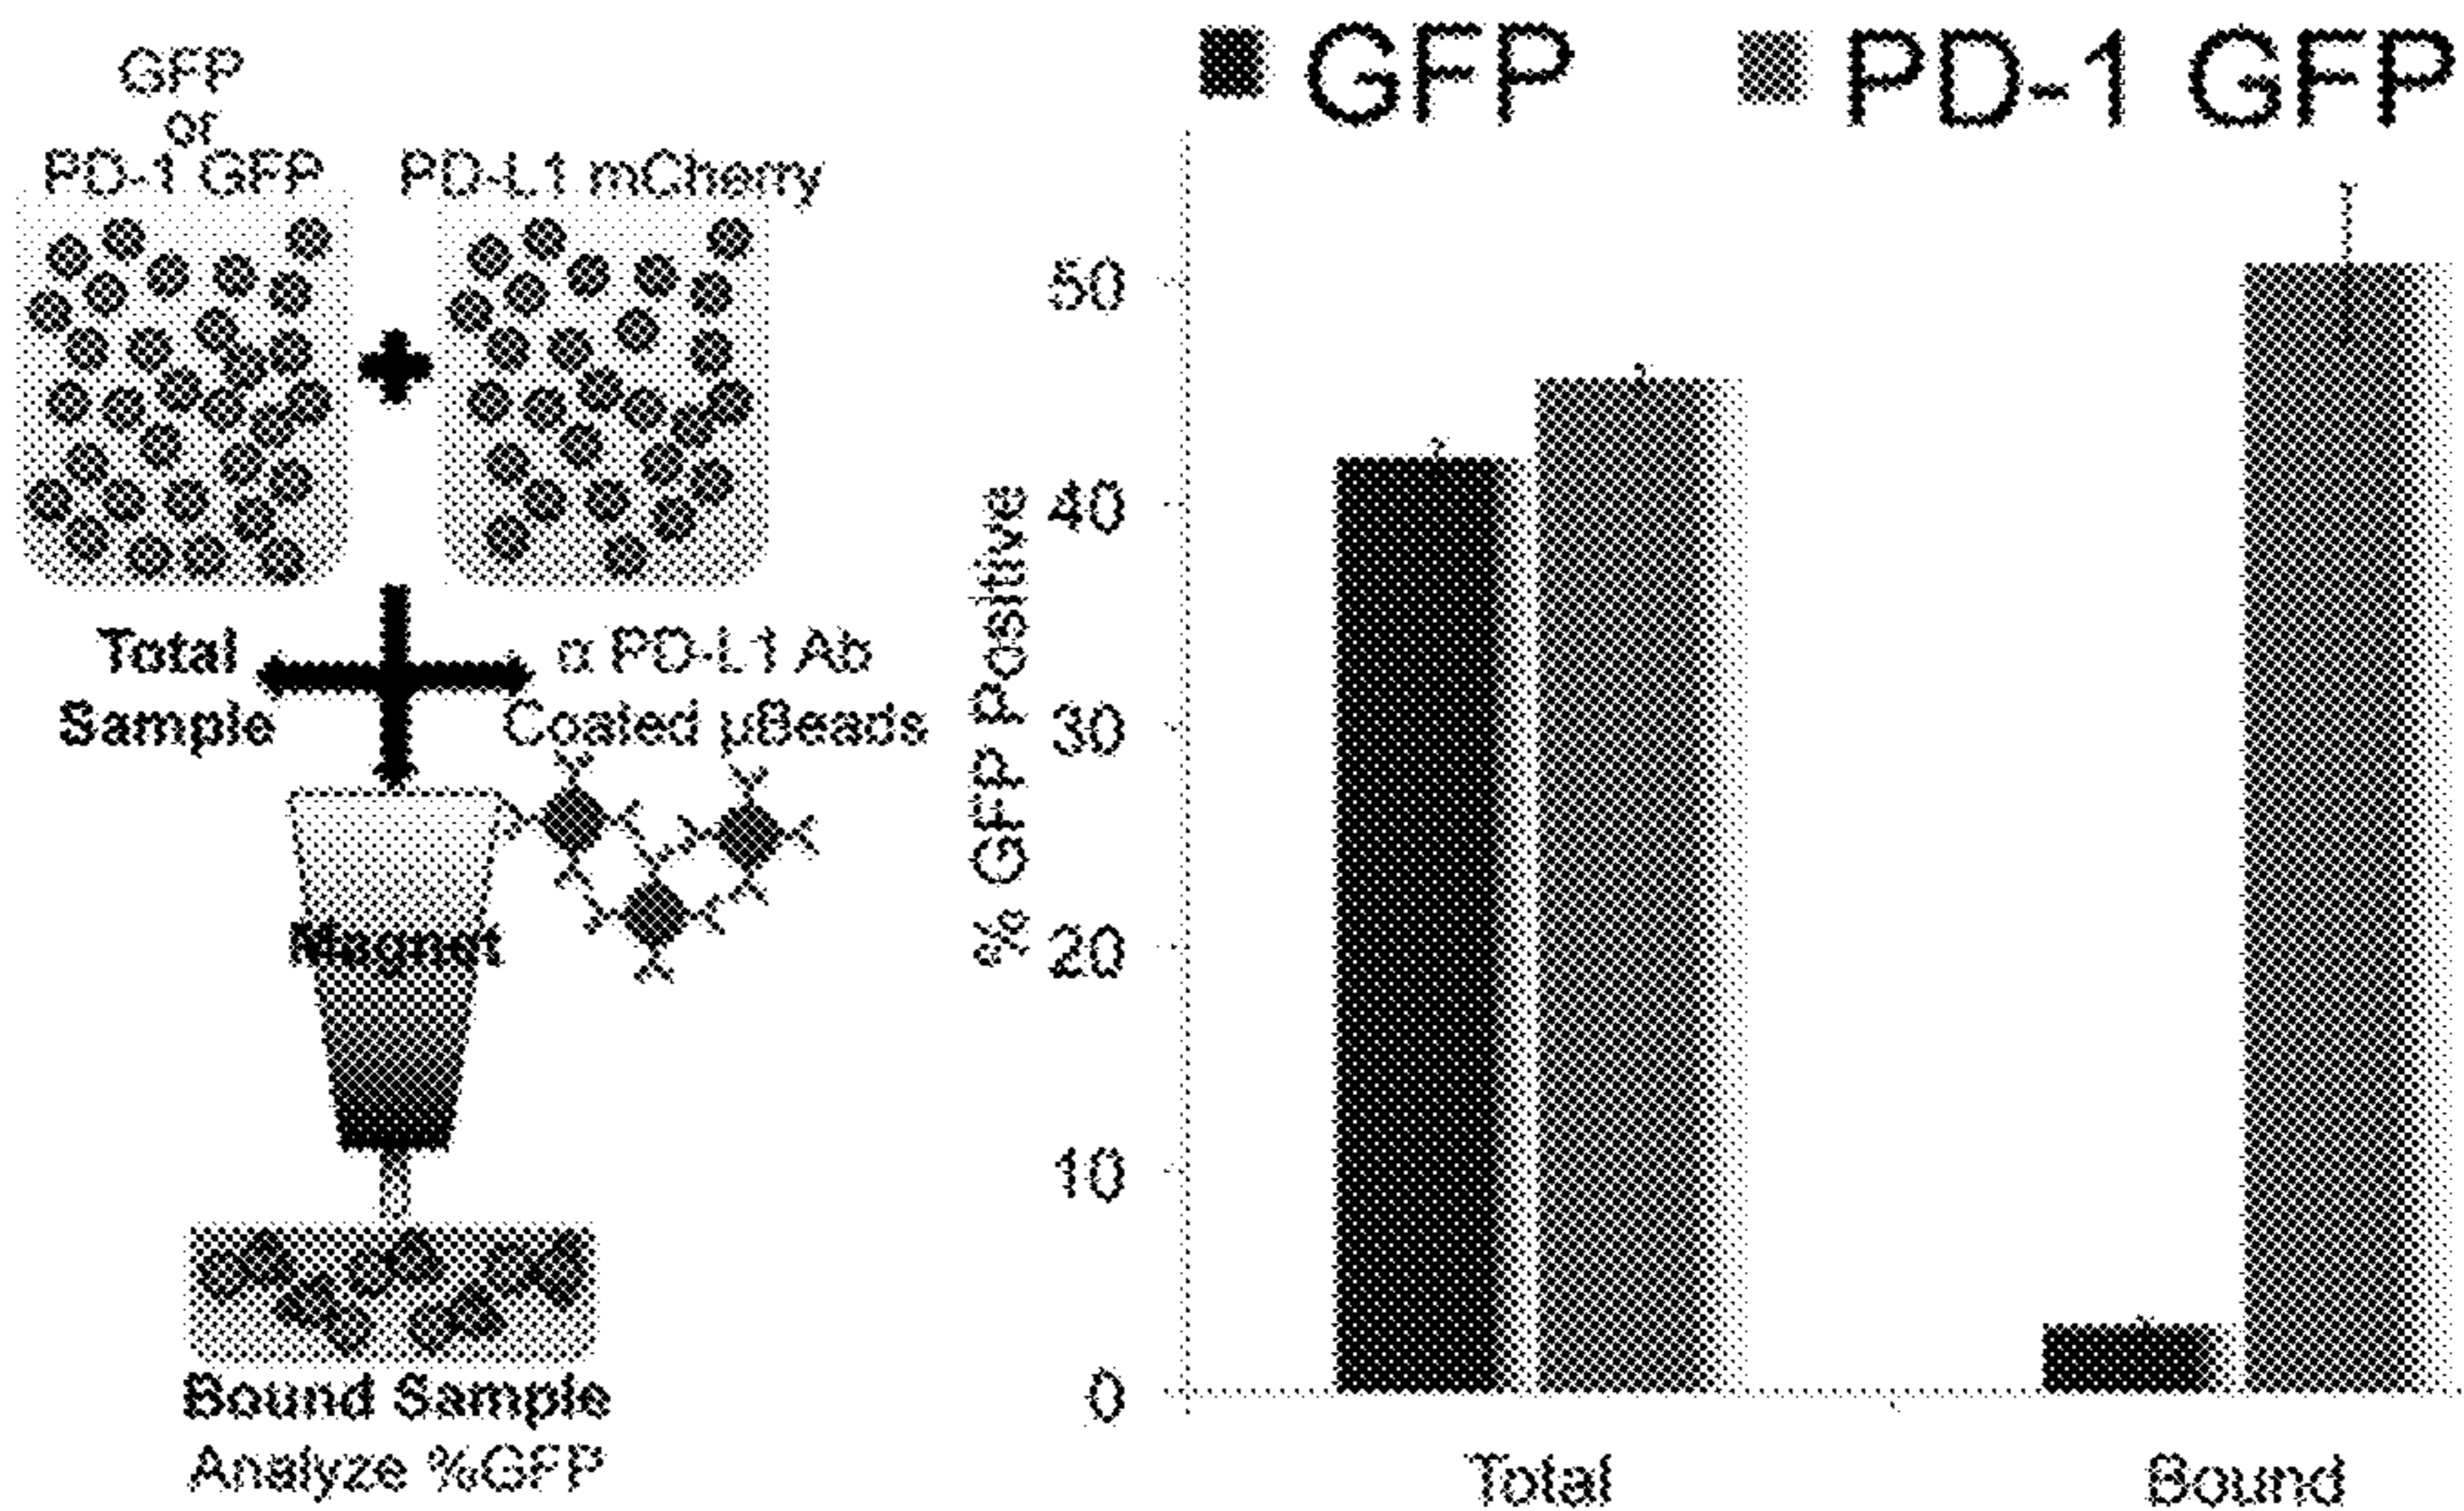 GFP
or
PD-1 GFP
PD-L1 mCherry
Total
Sample
α PD-L1 Ab
Coated μBeads
Magnet
Bound Sample
Analyze %GFP
GFP
PD-1 GFP
% GFP Positive
50
40
30
20
10
0
Total
Bound